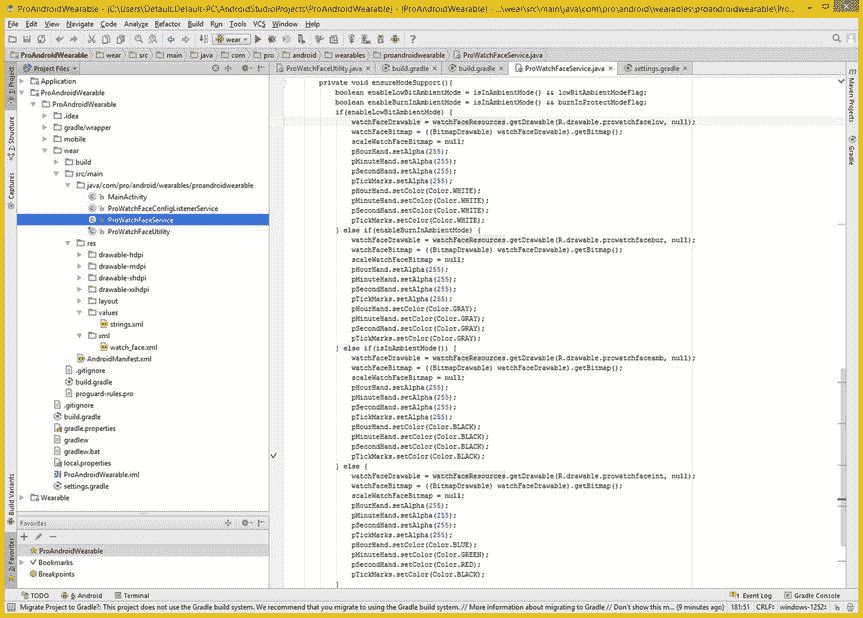 ProAndroidWearable - [C:\Users\Default.Default-PC\AndroidStudioProjects\ProAndroidWearable] - [ProAndroidWearable] - ...\wear\src\main\java\com\pro\android\wearables\proandroidwearable\Pro...
File Edit View Navigate Code Analyze Refactor Build Run Tools VCS Window Help
wear
ProAndroidWearable wear src main java com pro android wearables proandroidwearable ProWatchFaceService.java
Project Files
ProWatchFaceUtility.java build.gradle build.gradle ProWatchFaceService.java settings.gradle
1: Project
2: Structure
Captures
Build Variants
2: Favorites
Application
ProAndroidWearable
ProAndroidWearable
.idea
gradle/wrapper
mobile
wear
build
src/main
java/com/pro/android/wearables/proandroidwearable
MainActivity
ProWatchFaceConfigListenerService
ProWatchFaceService
ProWatchFaceUtility
res
drawable-hdpi
drawable-mdpi
drawable-xhdpi
drawable-xxhdpi
layout
values
strings.xml
xml
watch_face.xml
AndroidManifest.xml
.gitignore
build.gradle
proguard-rules.pro
.gitignore
build.gradle
gradle.properties
gradlew
gradlew.bat
local.properties
ProAndroidWearable.iml
settings.gradle
Wearable
Favorites
ProAndroidWearable
Bookmarks
Breakpoints
private void ensureModeSupport(){
boolean enableLowBitAmbientMode = isInAmbientMode() && lowBitAmbientModeFlag;
boolean enableBurnInAmbientMode = isInAmbientMode() && burnInProtectModeFlag;
if(enableLowBitAmbientMode) {
watchFaceDrawable = watchFaceResources.getDrawable(R.drawable.prowatchfacelow, null);
watchFaceBitmap = ((BitmapDrawable) watchFaceDrawable).getBitmap();
scaleWatchFaceBitmap = null;
pHourHand.setAlpha(255);
pMinuteHand.setAlpha(255);
pSecondHand.setAlpha(255);
pTickMarks.setAlpha(255);
pHourHand.setColor(Color.WHITE);
pMinuteHand.setColor(Color.WHITE);
pSecondHand.setColor(Color.WHITE);
pTickMarks.setColor(Color.WHITE);
} else if(enableBurnInAmbientMode) {
watchFaceDrawable = watchFaceResources.getDrawable(R.drawable.prowatchfacebur, null);
watchFaceBitmap = ((BitmapDrawable) watchFaceDrawable).getBitmap();
scaleWatchFaceBitmap = null;
pHourHand.setAlpha(255);
pMinuteHand.setAlpha(255);
pSecondHand.setAlpha(255);
pTickMarks.setAlpha(255);
pHourHand.setColor(Color.GRAY);
pMinuteHand.setColor(Color.GRAY);
pSecondHand.setColor(Color.GRAY);
pTickMarks.setColor(Color.GRAY);
} else if(isInAmbientMode()) {
watchFaceDrawable = watchFaceResources.getDrawable(R.drawable.prowatchfaceamb, null);
watchFaceBitmap = ((BitmapDrawable) watchFaceDrawable).getBitmap();
scaleWatchFaceBitmap = null;
pHourHand.setAlpha(255);
pMinuteHand.setAlpha(255);
pSecondHand.setAlpha(255);
pTickMarks.setAlpha(255);
pHourHand.setColor(Color.BLACK);
pMinuteHand.setColor(Color.BLACK);
pSecondHand.setColor(Color.BLACK);
pTickMarks.setColor(Color.BLACK);
} else {
watchFaceDrawable = watchFaceResources.getDrawable(R.drawable.prowatchfaceint, null);
watchFaceBitmap = ((BitmapDrawable) watchFaceDrawable).getBitmap();
scaleWatchFaceBitmap = null;
pHourHand.setAlpha(255);
pMinuteHand.setAlpha(255);
pSecondHand.setAlpha(255);
pTickMarks.setAlpha(255);
pHourHand.setColor(Color.BLUE);
pMinuteHand.setColor(Color.GREEN);
pSecondHand.setColor(Color.RED);
pTickMarks.setColor(Color.BLACK);
}
Maven Projects
Gradle
TODO 6: Android Terminal Event Log Gradle Console
Migrate Project to Gradle?: This project does not use the Gradle build system. We recommend that you migrate to using the Gradle build system. // More information about migrating to Gradle // Don't show this m... (9 minutes ago) 181:51 CRLF: windows-1252: